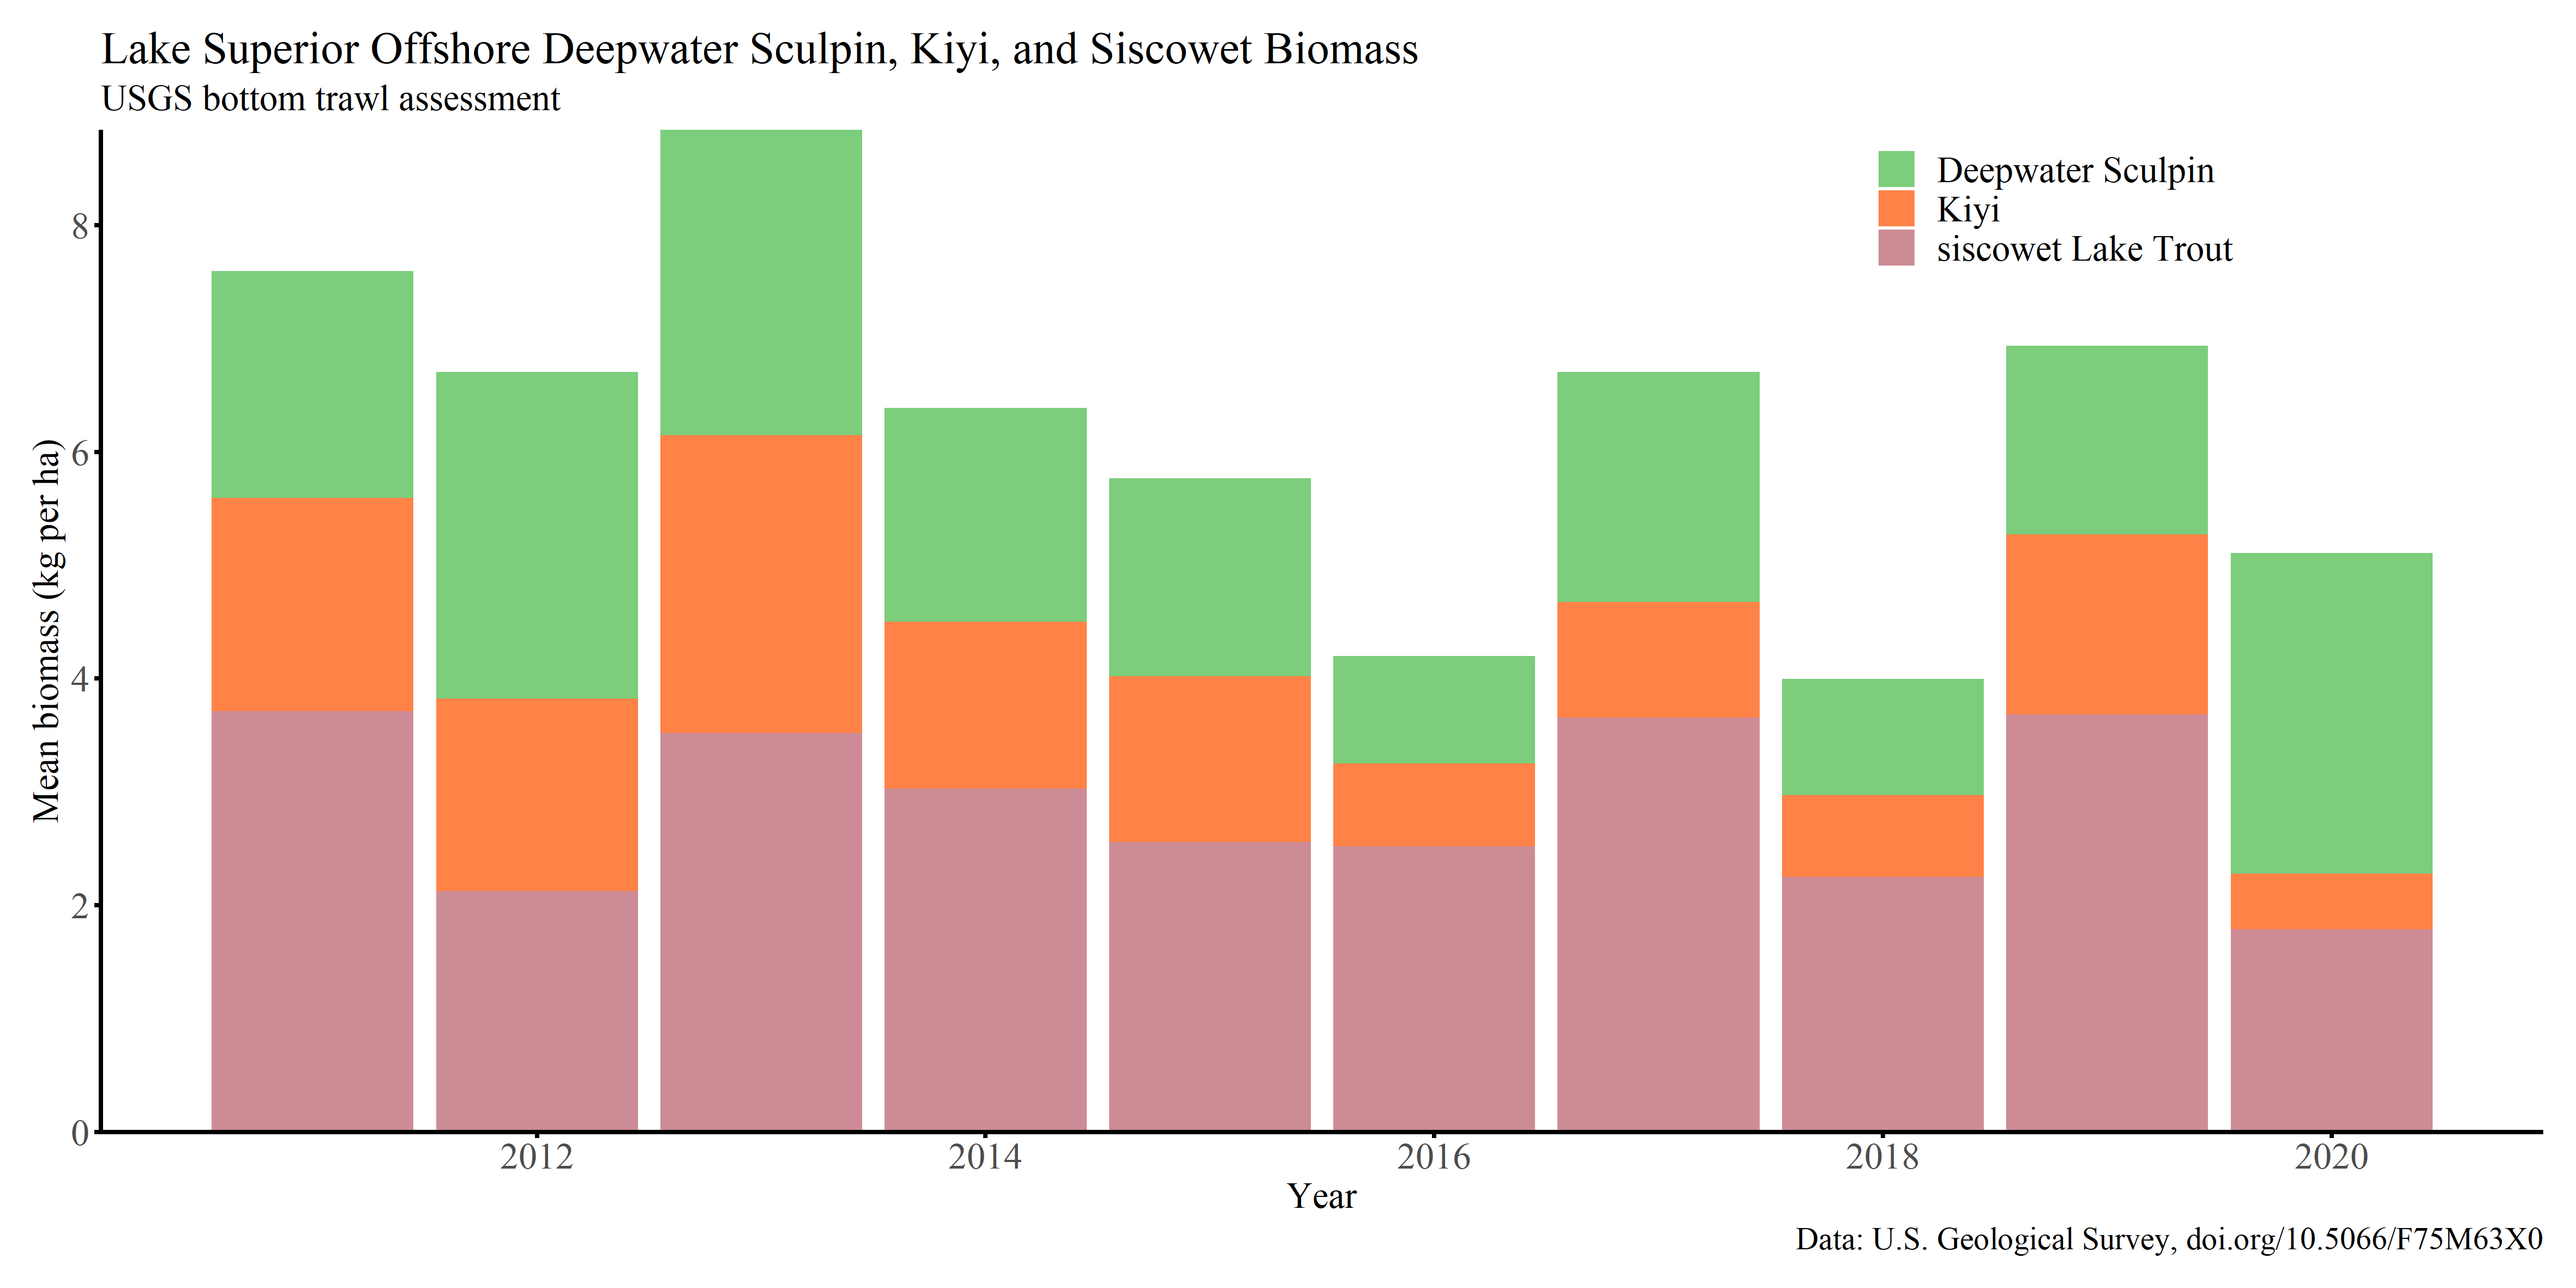 Lake Superior Offshore Deepwater Sculpin, Kiyi, and Siscowet Biomass
USGS bottom trawl assessment
Deepwater Sculpin
Kiyi
siscowet Lake Trout
Mean biomass (kg per ha)
8
6
4
2
0
2012 2014 2016 2018 2020
Year
Data: U.S. Geological Survey, doi.org/10.5066/F75M63X0